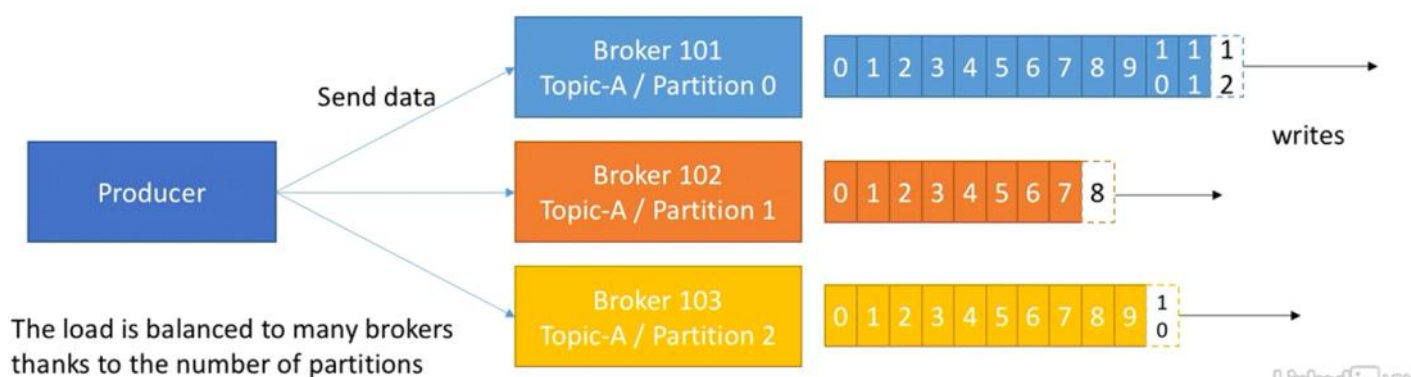 Broker 101
Topic-A / Partition 0
0 1 2 3 4 5 6 7 8 9 10 11 12
Send data
writes
Producer
Broker 102
Topic-A / Partition 1
0 1 2 3 4 5 6 7 8
Broker 103
Topic-A / Partition 2
0 1 2 3 4 5 6 7 8 9 10
The load is balanced to many brokers
thanks to the number of partitions